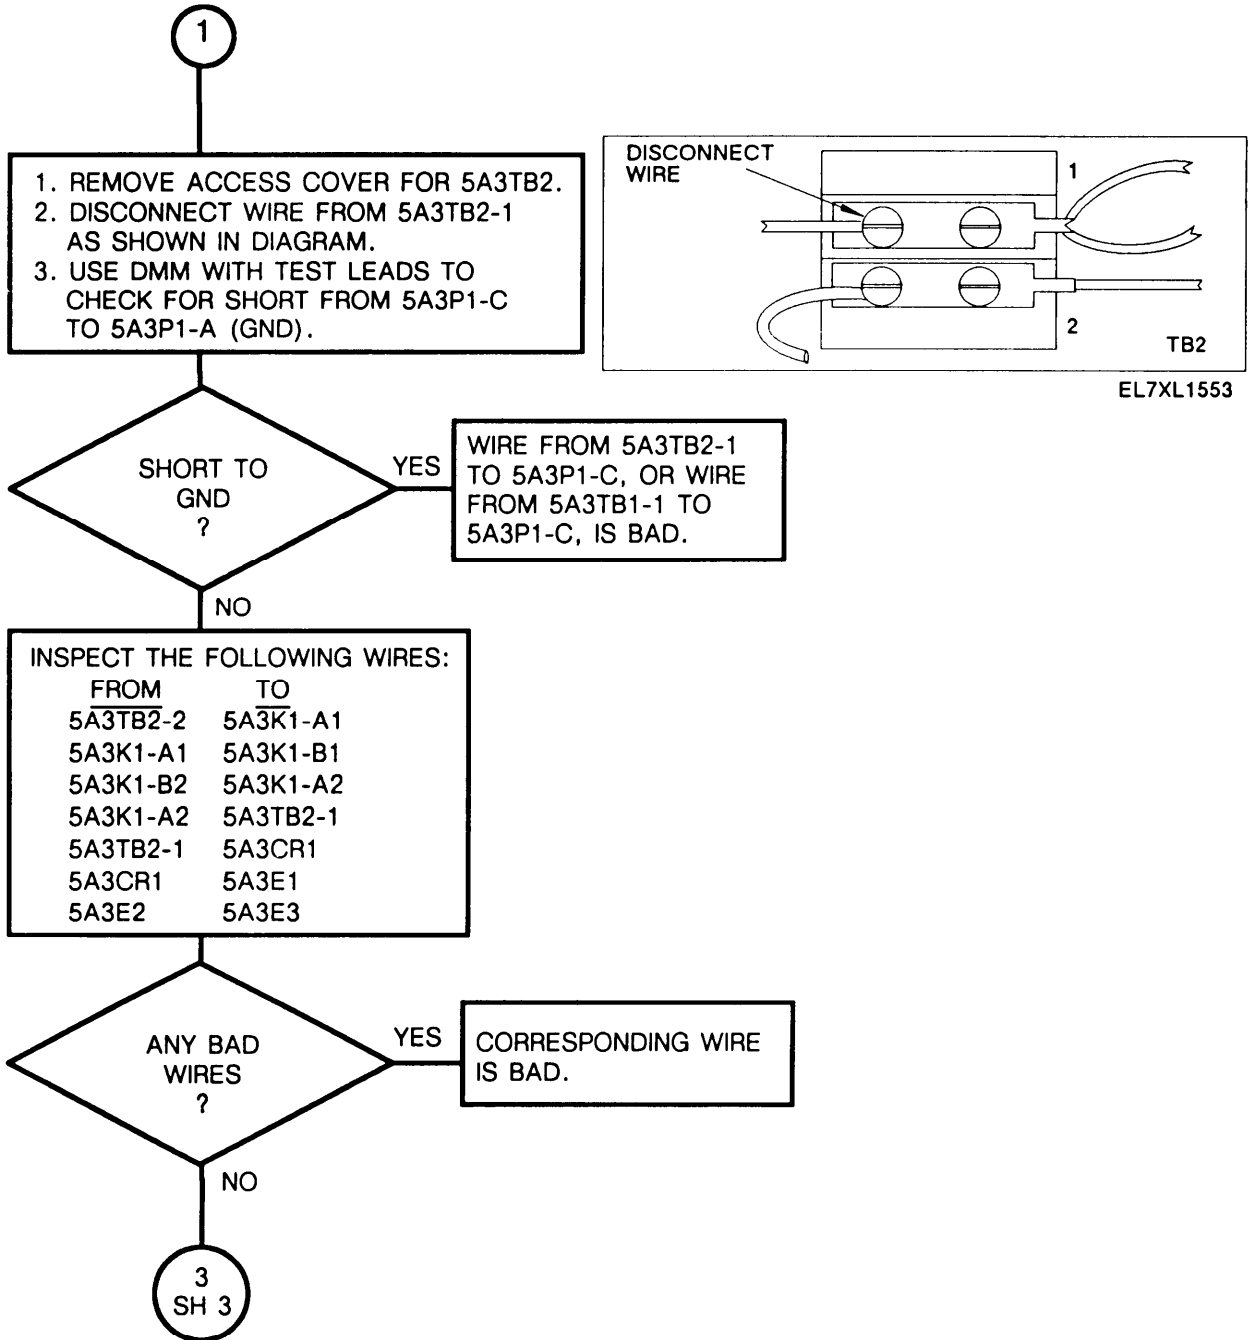 1
1. REMOVE ACCESS COVER FOR 5A3TB2.
2. DISCONNECT WIRE FROM 5A3TB2-1
AS SHOWN IN DIAGRAM.
3. USE DMM WITH TEST LEADS TO
CHECK FOR SHORT FROM 5A3P1-C
TO 5A3P1-A (GND).
DISCONNECT
WIRE
1
2
TB2
EL7XL1553
SHORT TO
GND
?
YES
WIRE FROM 5A3TB2-1
TO 5A3P1-C, OR WIRE
FROM 5A3TB1-1 TO
5A3P1-C, IS BAD.
NO
INSPECT THE FOLLOWING WIRES:
FROM TO
5A3TB2-2 5A3K1-A1
5A3K1-A1 5A3K1-B1
5A3K1-B2 5A3K1-A2
5A3K1-A2 5A3TB2-1
5A3TB2-1 5A3CR1
5A3CR1 5A3E1
5A3E2 5A3E3
ANY BAD
WIRES
?
YES
CORRESPONDING WIRE
IS BAD.
NO
3
SH 3